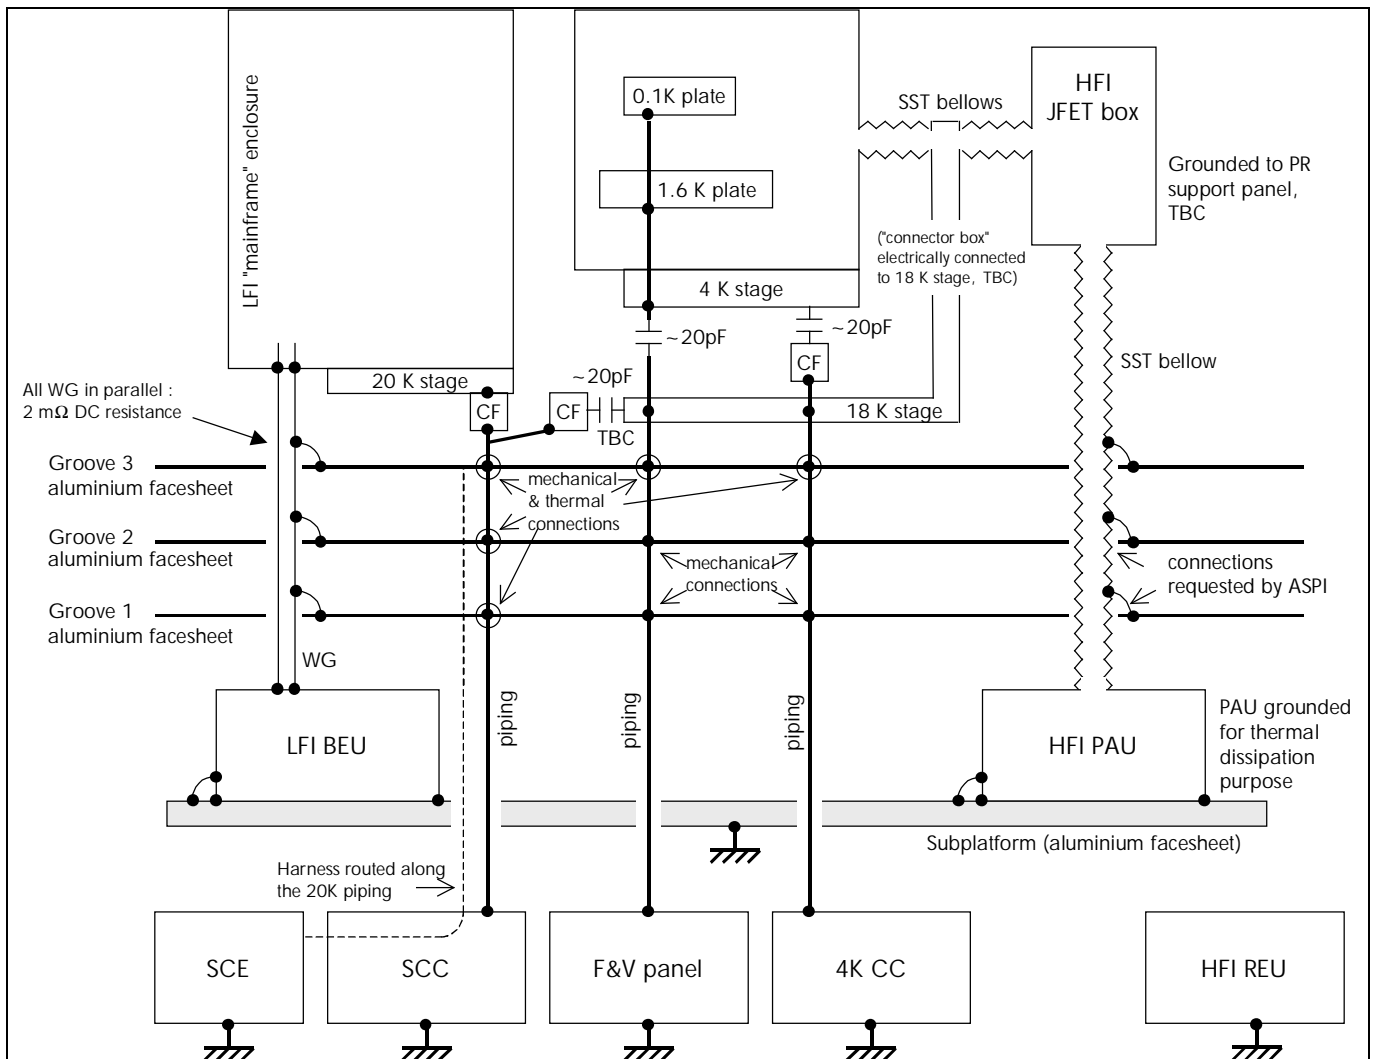 LFI "mainframe" enclosure
0.1K plate
1.6 K plate
4 K stage
SST bellows
HFI
JFET box
Grounded to PR
support panel,
TBC
("connector box"
electrically connected
to 18 K stage, TBC)
~20pF
~20pF
CF
SST bellow
20 K stage
~20pF
CF
CF
TBC
18 K stage
All WG in parallel :
2 mΩ DC resistance
Groove 3
aluminium facesheet
mechanical
& thermal
connections
Groove 2
aluminium facesheet
mechanical
connections
connections
requested by ASPI
Groove 1
aluminium facesheet
WG
piping
piping
piping
LFI BEU
HFI PAU
PAU grounded
for thermal
dissipation
purpose
Subplatform (aluminium facesheet)
Harness routed along
the 20K piping
SCE
SCC
F&V panel
4K CC
HFI REU